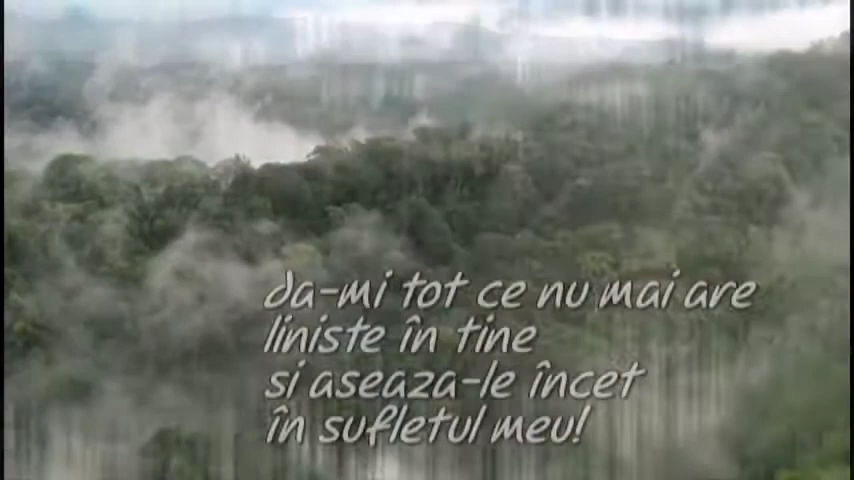 da-mi tot ce nu mai are
liniste în tine
si aseaza-le încet
în sufletul meu!